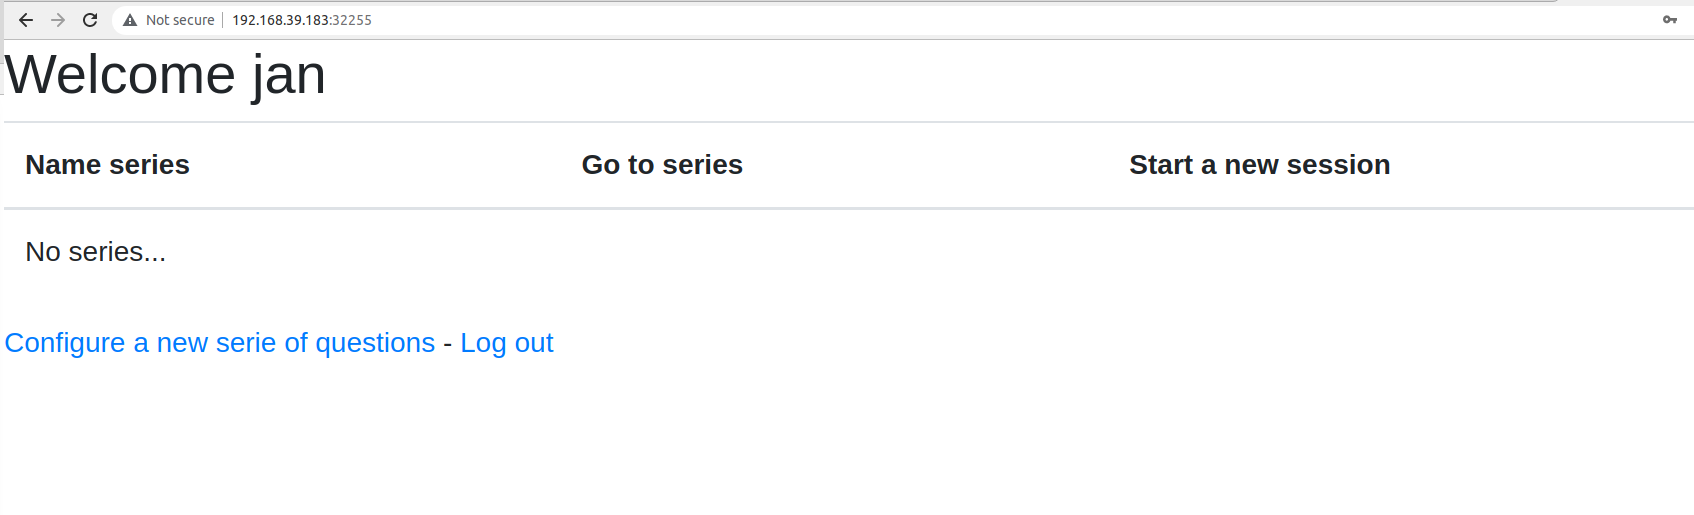 Not secure | 192.168.39.183:32255
Welcome jan
Name series Go to series Start a new session
No series...
Configure a new serie of questions - Log out